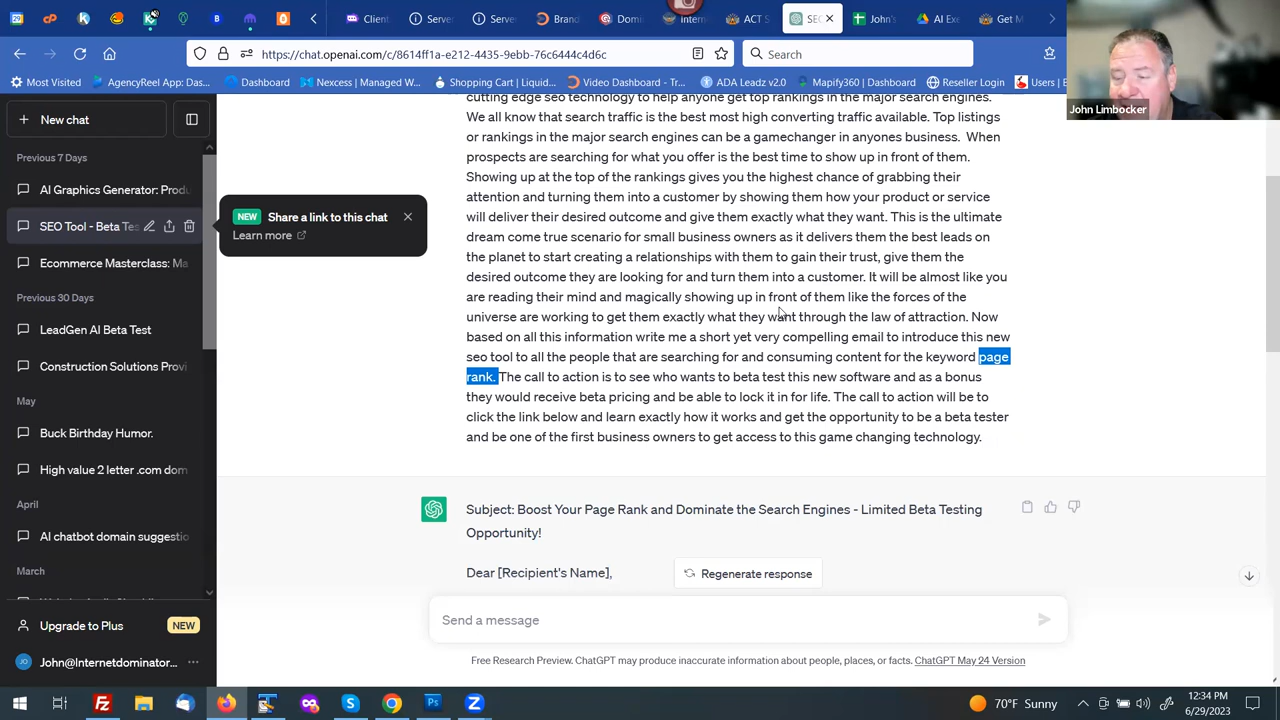 Client
Server
Server
Brand
Domi
Intern
ACT S
SEO
John's
AI Exe
Get M
https://chat.openai.com/c/8614ff1a-e212-4435-9ebb-76c6444c4d6c
Search
Most Visited
AgencyReel AI - Das...
Dashboard
Nexcess | Managed W...
Shopping Cart | Liquid...
Video Dashboard - Tr...
ADA Leadz v2.0
Mapify360 | Dashboard
Reseller Login
Users | E
John Limbocker
New chat
Previous 7 Days
AI Graphics Generator: Produ
SEO Tool - Beta Tes
Ecommerce Masterclass: Ma
Previous 30 Days
LeadGen AI Beta Test
Construction Solutions Provi
May
Buck Birthday Humor.
High value 2 letter .com dom
April
AI chatbot domain suggestio
March
Upgrade to Plus
NEW
John@Internetdominator...
NEW Share a link to this chat
Learn more
cutting edge seo technology to help anyone get top rankings in the major search engines.
We all know that search traffic is the best most high converting traffic available. Top listings
or rankings in the major search engines can be a gamechanger in anyones business. When
prospects are searching for what you offer is the best time to show up in front of them.
Showing up at the top of the rankings gives you the highest chance of grabbing their
attention and turning them into a customer by showing them how your product or service
will deliver their desired outcome and give them exactly what they want. This is the ultimate
dream come true scenario for small business owners as it delivers them the best leads on
the planet to start creating a relationships with them to gain their trust, give them the
desired outcome they are looking for and turn them into a customer. It will be almost like you
are reading their mind and magically showing up in front of them like the forces of the
universe are working to get them exactly what they want through the law of attraction. Now
based on all this information write me a short yet very compelling email to introduce this new
seo tool to all the people that are searching for and consuming content for the keyword page
rank. The call to action is to see who wants to beta test this new software and as a bonus
they would receive beta pricing and be able to lock it in for life. The call to action will be to
click the link below and learn exactly how it works and get the opportunity to be a beta tester
and be one of the first business owners to get access to this game changing technology.
Subject: Boost Your Page Rank and Dominate the Search Engines - Limited Beta Testing
Opportunity!
Dear [Recipient's Name],
Regenerate response
Send a message
Free Research Preview. ChatGPT may produce inaccurate information about people, places, or facts. ChatGPT May 24 Version
70°F Sunny
12:34 PM
6/29/2023